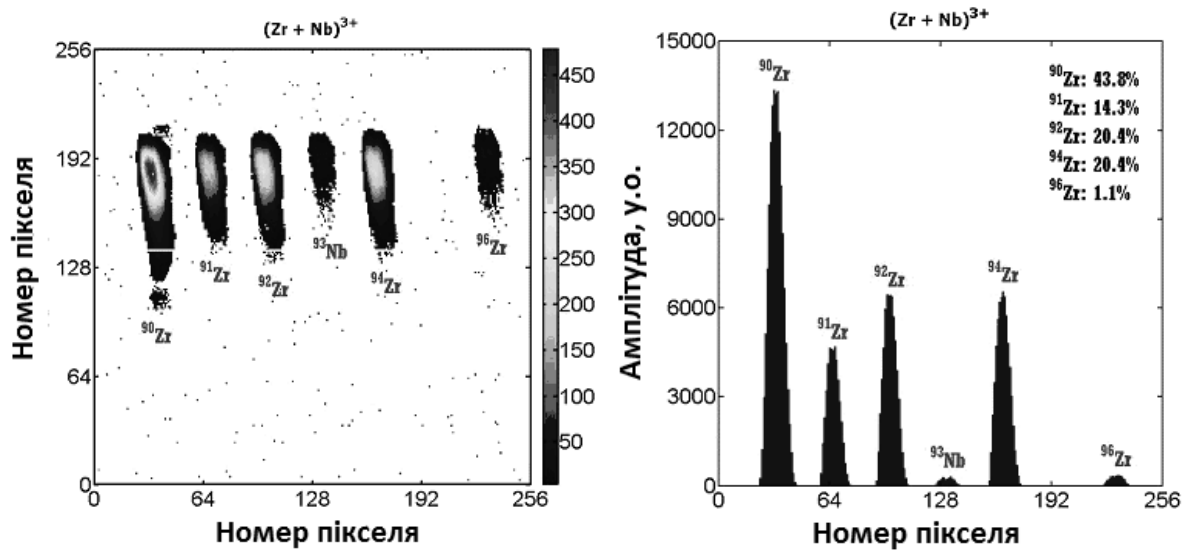 (Zr + Nb)³⁺
Номер пікселя
256
192
128
64
0
⁹⁰Zr
⁹¹Zr
⁹²Zr
⁹³Nb
⁹⁴Zr
⁹⁶Zr
0 64 128 192 256
Номер пікселя
450
400
350
300
250
200
150
100
50
(Zr + Nb)³⁺
Амплітуда, у.о.
15000
12000
9000
6000
3000
0
⁹⁰Zr
⁹¹Zr
⁹²Zr
⁹³Nb
⁹⁴Zr
⁹⁶Zr
⁹⁰Zr: 43.8%
⁹¹Zr: 14.3%
⁹²Zr: 20.4%
⁹⁴Zr: 20.4%
⁹⁶Zr: 1.1%
0 64 128 192 256
Номер пікселя